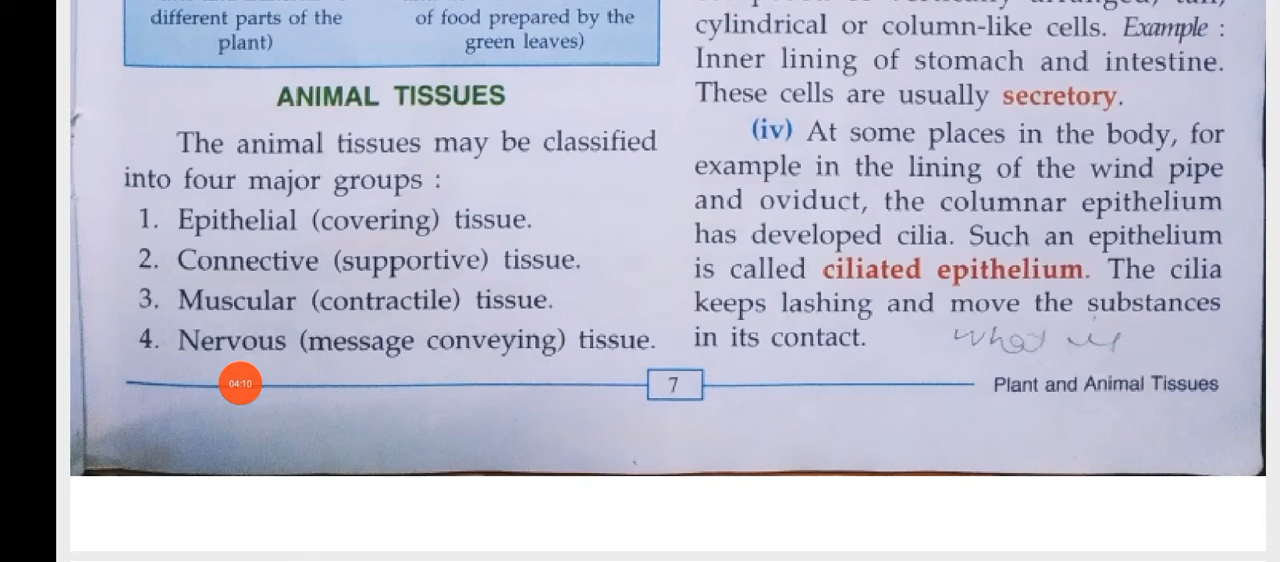 different parts of the
plant)
of food prepared by the
green leaves)
ANIMAL TISSUES
The animal tissues may be classified
into four major groups :
1. Epithelial (covering) tissue.
2. Connective (supportive) tissue.
3. Muscular (contractile) tissue.
4. Nervous (message conveying) tissue.
cylindrical or column-like cells. Example :
Inner lining of stomach and intestine.
These cells are usually secretory.
(iv) At some places in the body, for
example in the lining of the wind pipe
and oviduct, the columnar epithelium
has developed cilia. Such an epithelium
is called ciliated epithelium. The cilia
keeps lashing and move the substances
in its contact.
What is
04:10
7
Plant and Animal Tissues